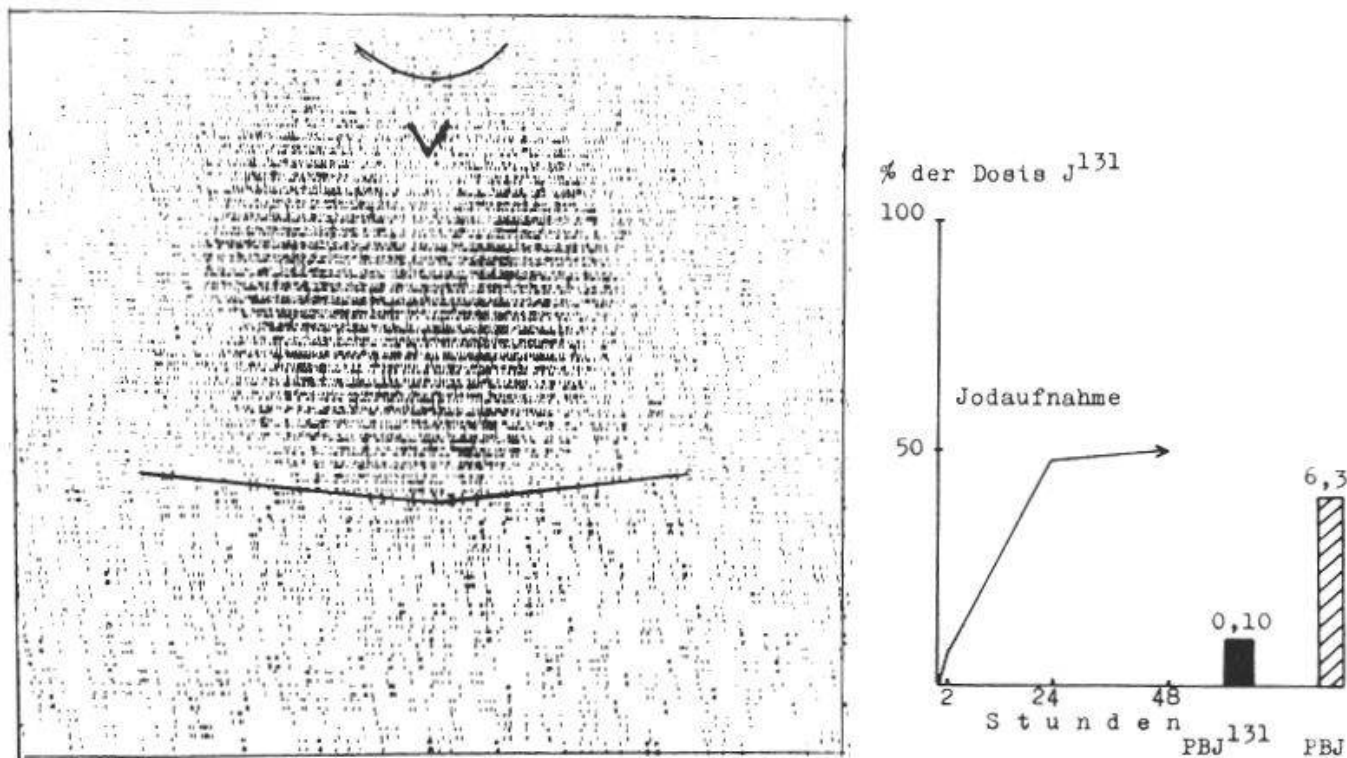 % der Dosis J131
100
Jodaufnahme
50
6,3
0,10
2 24 48
Stunden
PBJ131 PBJ